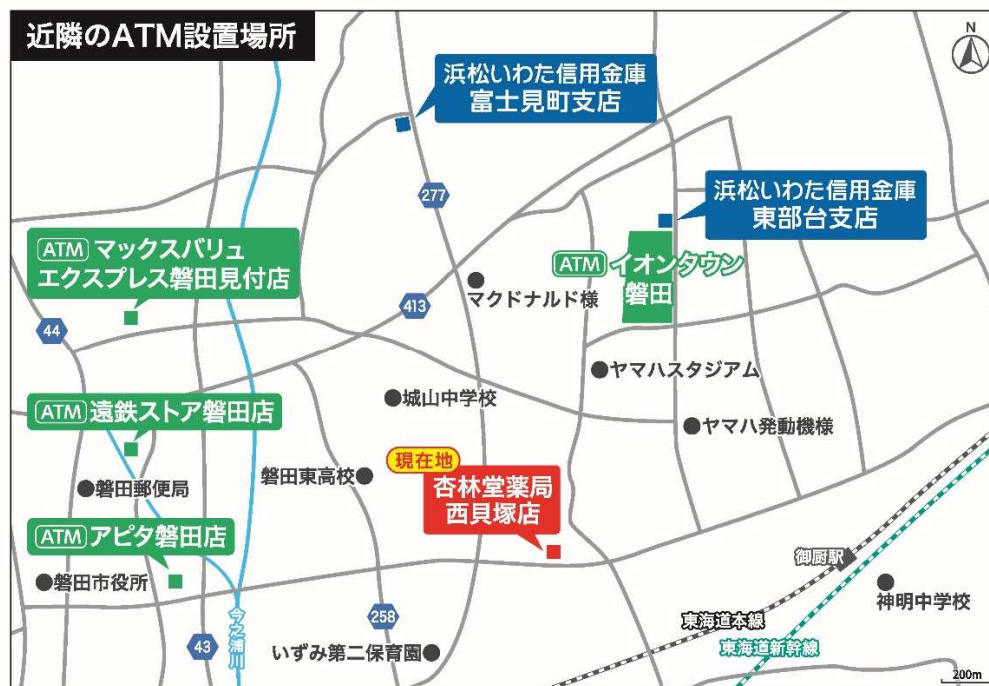 近隣のATM設置場所
N
浜松いわた信用金庫
富士見町支店
277
浜松いわた信用金庫
東部台支店
ATM マックスバリュ
エクスプレス磐田見付店
ATM イオンタウン
磐田
マクドナルド様
413
44
ヤマハスタジアム
城山中学校
ATM 遠鉄ストア磐田店
ヤマハ発動機様
現在地
杏林堂薬局
西貝塚店
磐田東高校
磐田郵便局
ATM アピタ磐田店
御厨駅
磐田市役所
神明中学校
今之浦川
258
東海道本線
東海道新幹線
43
いずみ第二保育園
200m